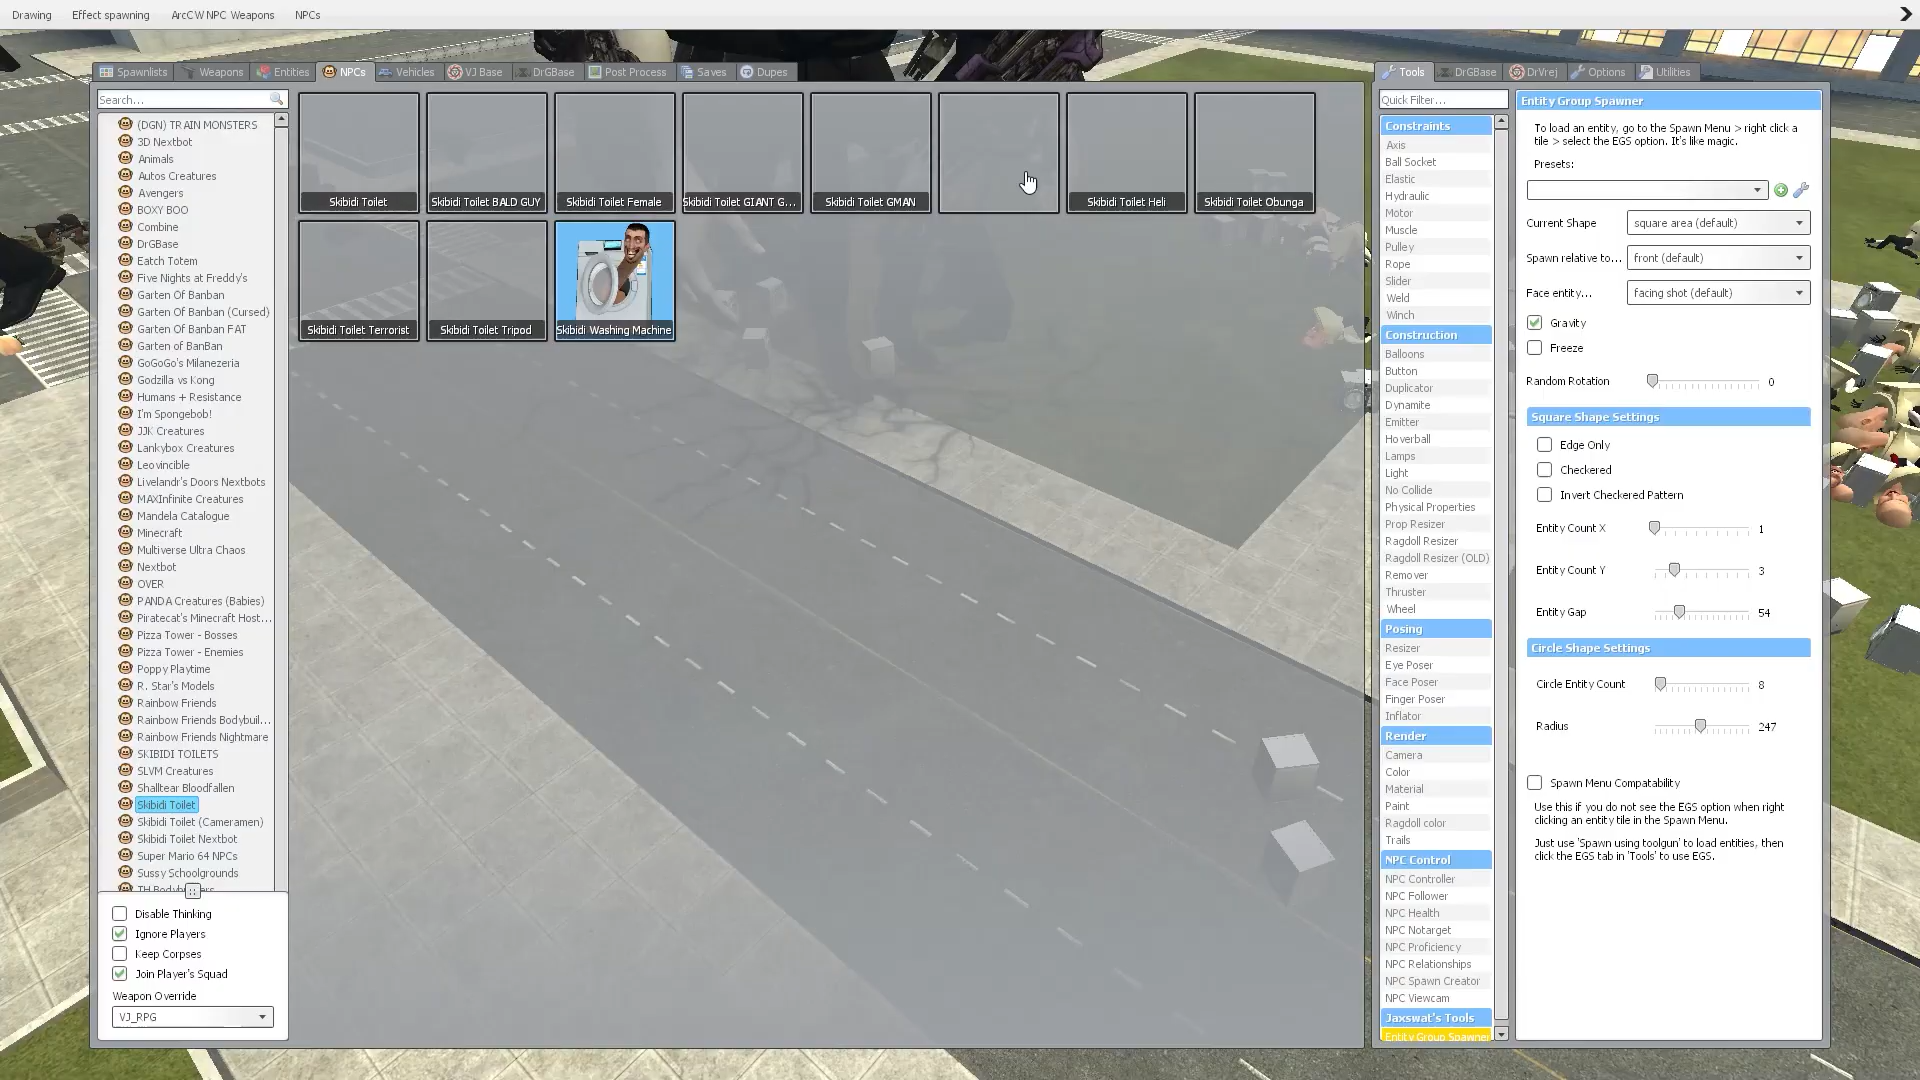 Drawing
Effect spawning
ArcCW NPC Weapons
NPCs
Spawnlists
Weapons
Entities
NPCs
Vehicles
VJ Base
DrGBase
Post Process
Saves
Dupes
Tools
DrGBase
DrVrej
Options
Utilities
Search...
(DGN) TRAIN MONSTERS
3D Nextbot
Animals
Autos Creatures
Avengers
BOXY BOO
Combine
DrGBase
Eatch Totem
Five Nights at Freddy's
Garten Of Banban
Garten Of Banban (Cursed)
Garten Of Banban FAT
Garten of BanBan
GoGoGo's Milanezeria
Godzilla vs Kong
Humans + Resistance
I'm Spongebob!
JJK Creatures
Lankybox Creatures
Leovincible
Livelandr's Doors Nextbots
MAXInfinite Creatures
Mandela Catalogue
Minecraft
Multiverse Ultra Chaos
Nextbot
OVER
PANDA Creatures (Babies)
Piratecat's Minecraft Host...
Pizza Tower - Bosses
Pizza Tower - Enemies
Poppy Playtime
R. Star's Models
Rainbow Friends
Rainbow Friends Bodybuil...
Rainbow Friends Nightmare
SKIBIDI TOILETS
SLVM Creatures
Shalltear Bloodfallen
Skibidi Toilet
Skibidi Toilet (Cameramen)
Skibidi Toilet Nextbot
Super Mario 64 NPCs
Sussy Schoolgrounds
Disable Thinking
Ignore Players
Keep Corpses
Join Player's Squad
Weapon Override
VJ_RPG
Skibidi Toilet
Skibidi Toilet BALD GUY
Skibidi Toilet Female
Skibidi Toilet GIANT G...
Skibidi Toilet GMAN
Skibidi Toilet Heli
Skibidi Toilet Obunga
Skibidi Toilet Terrorist
Skibidi Toilet Tripod
Skibidi Washing Machine
Quick Filter...
Constraints
Axis
Ball Socket
Elastic
Hydraulic
Motor
Muscle
Pulley
Rope
Slider
Weld
Winch
Construction
Balloons
Button
Duplicator
Dynamite
Emitter
Hoverball
Lamps
Light
No Collide
Physical Properties
Prop Resizer
Ragdoll Resizer
Ragdoll Resizer (OLD)
Remover
Thruster
Wheel
Posing
Resizer
Eye Poser
Face Poser
Finger Poser
Inflator
Render
Camera
Color
Material
Paint
Ragdoll color
Trails
NPC Control
NPC Controller
NPC Follower
NPC Health
NPC Notarget
NPC Proficiency
NPC Relationships
NPC Spawn Creator
NPC Viewcam
Jaxswat's Tools
Entity Group Spawner
Entity Group Spawner
To load an entity, go to the Spawn Menu > right click a
tile > select the EGS option. It's like magic.
Presets:
Current Shape
square area (default)
Spawn relative to...
front (default)
Face entity...
facing shot (default)
Gravity
Freeze
Random Rotation
0
Square Shape Settings
Edge Only
Checkered
Invert Checkered Pattern
Entity Count X
1
Entity Count Y
3
Entity Gap
54
Circle Shape Settings
Circle Entity Count
8
Radius
247
Spawn Menu Compatability
Use this if you do not see the EGS option when right
clicking an entity tile in the Spawn Menu.
Just use 'Spawn using toolgun' to load entities, then
click the EGS tab in 'Tools' to use EGS.